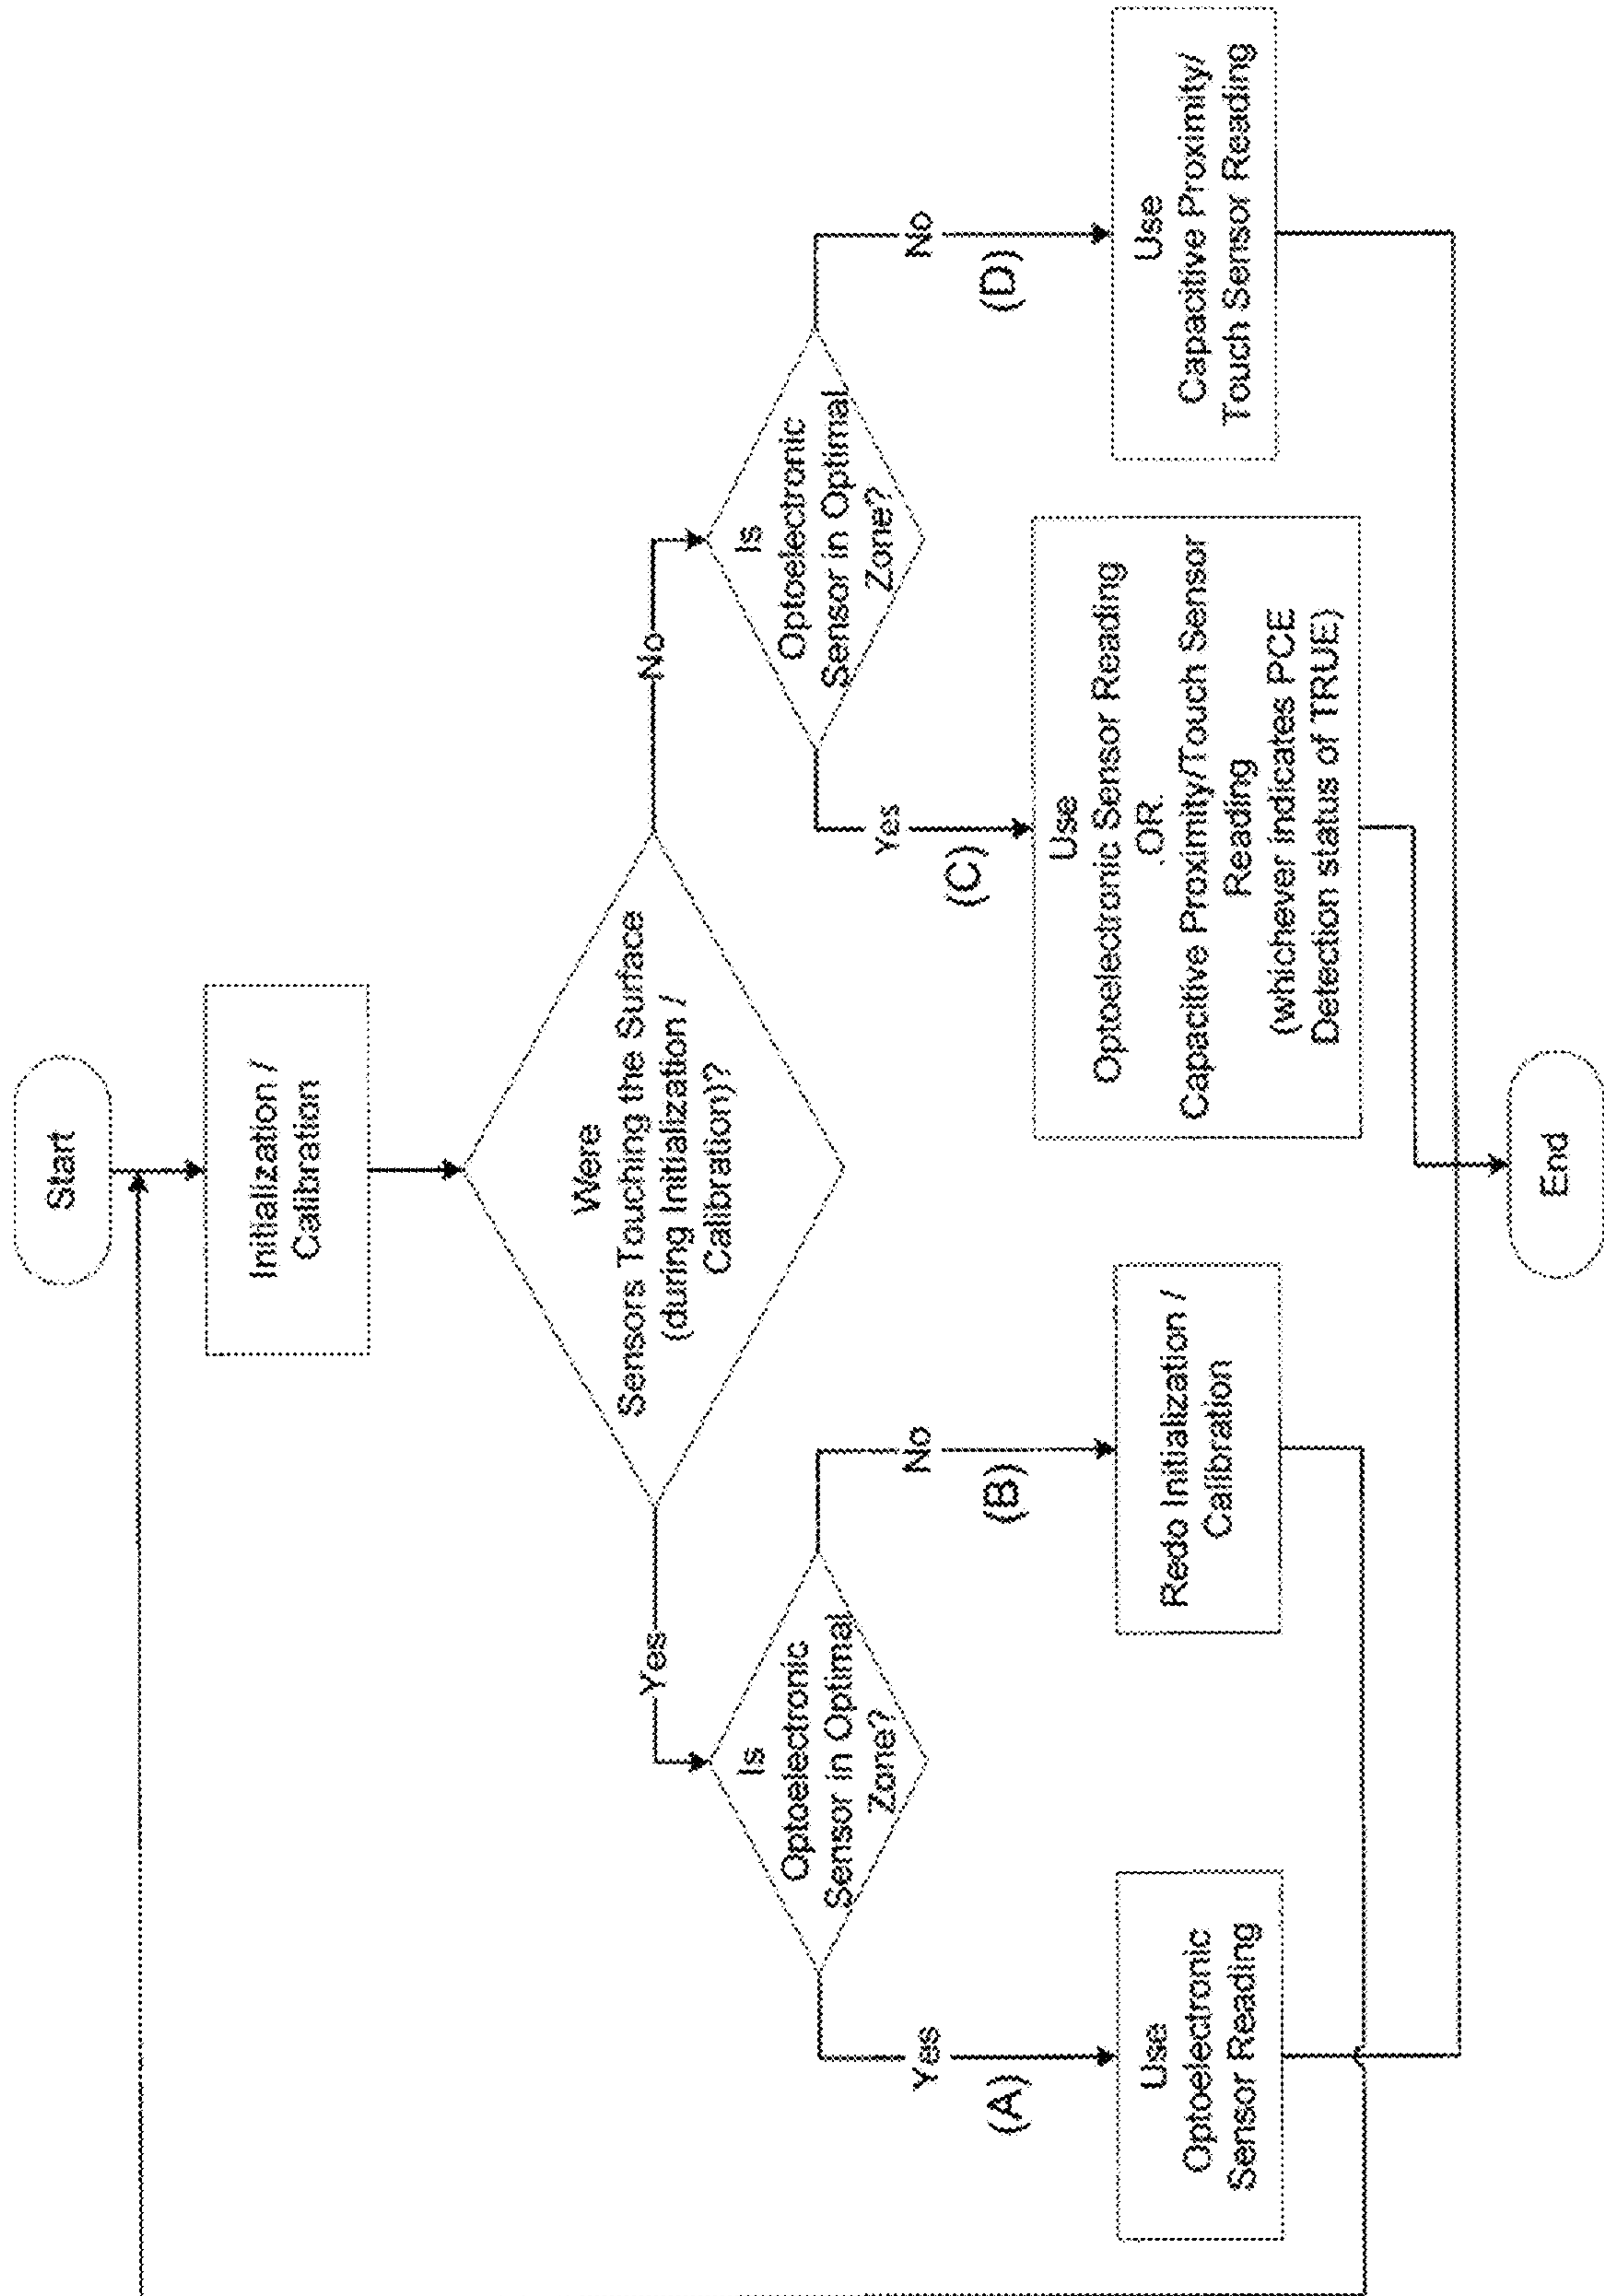 Start
Initialization /
Calibration
Were
Sensors Touching the Surface
(during Initialization /
Calibration)?
Yes
No
Is
Optoelectronic
Sensor in Optimal
Zone?
Is
Optoelectronic
Sensor in Optimal
Zone?
Yes
(A)
No
(B)
Yes
(C)
No
(D)
Use
Optoelectronic
Sensor Reading
Redo Initialization /
Calibration
Use
Optoelectronic Sensor Reading
.OR.
Capacitive Proximity/Touch Sensor
Reading
(whichever indicates PCE
Detection status of TRUE)
Use
Capacitive Proximity/
Touch Sensor Reading
End